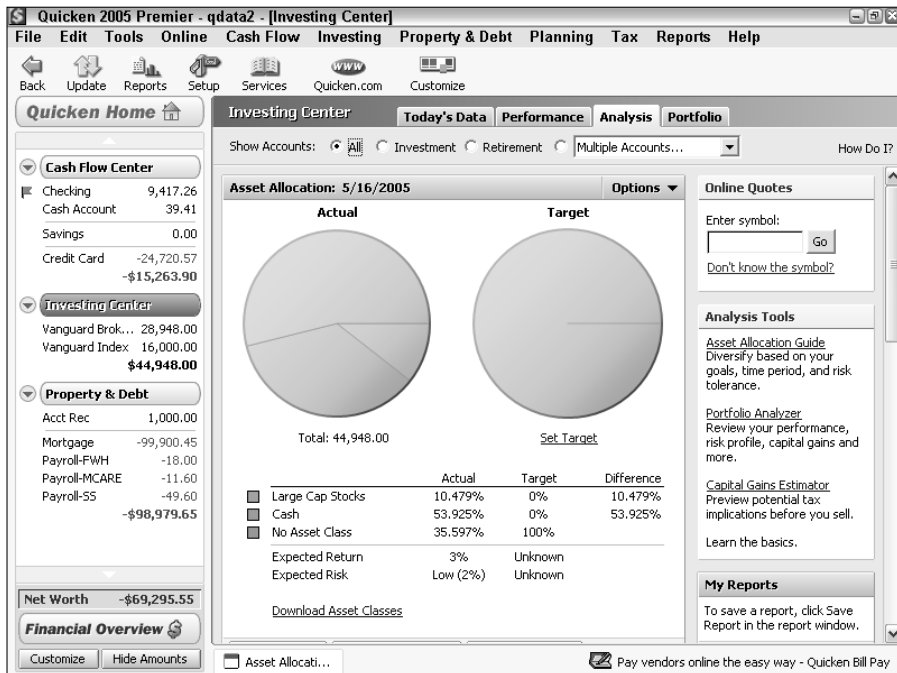 Quicken 2005 Premier - qdata2 - [Investing Center]
File Edit Tools Online Cash Flow Investing Property & Debt Planning Tax Reports Help
Back Update Reports Setup Services Quicken.com Customize
Quicken Home
Cash Flow Center
Checking 9,417.26
Cash Account 39.41
Savings 0.00
Credit Card -24,720.57
-$15,263.90
Investing Center
Vanguard Brok... 28,948.00
Vanguard Index 16,000.00
$44,948.00
Property & Debt
Acct Rec 1,000.00
Mortgage -99,900.45
Payroll-FWH -18.00
Payroll-MCARE -11.60
Payroll-SS -49.60
-$98,979.65
Net Worth -$69,295.55
Financial Overview
Customize Hide Amounts
Investing Center Today's Data Performance Analysis Portfolio
Show Accounts: All Investment Retirement Multiple Accounts... How Do I?
Asset Allocation: 5/16/2005 Options
Actual Target
Total: 44,948.00 Set Target
Actual Target Difference
Large Cap Stocks 10.479% 0% 10.479%
Cash 53.925% 0% 53.925%
No Asset Class 35.597% 100%
Expected Return 3% Unknown
Expected Risk Low (2%) Unknown
Download Asset Classes
Online Quotes
Enter symbol:
Go
Don't know the symbol?
Analysis Tools
Asset Allocation Guide
Diversify based on your
goals, time period, and risk
tolerance.
Portfolio Analyzer
Review your performance,
risk profile, capital gains and
more.
Capital Gains Estimator
Preview potential tax
implications before you sell.
Learn the basics.
My Reports
To save a report, click Save
Report in the report window.
Asset Allocati... Pay vendors online the easy way - Quicken Bill Pay